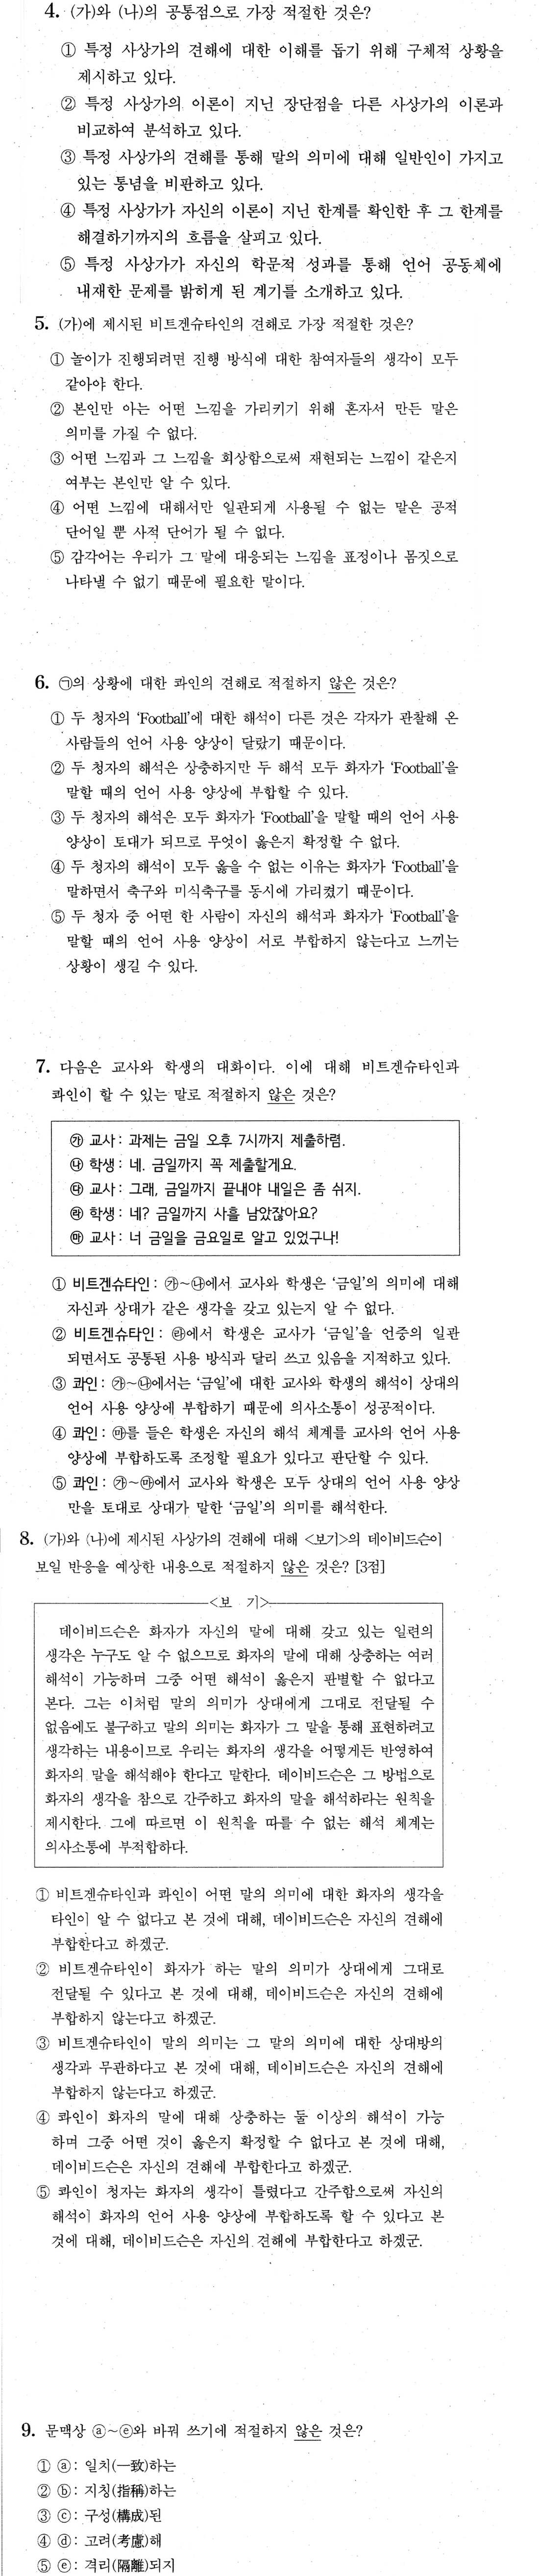 4. (가)와 (나)의 공통점으로 가장 적절한 것은?
① 특정 사상가의 견해에 대한 이해를 돕기 위해 구체적 상황을
제시하고 있다.
② 특정 사상가의 이론이 지닌 장단점을 다른 사상가의 이론과
비교하여 분석하고 있다.
③ 특정 사상가의 견해를 통해 말의 의미에 대해 일반인이 가지고
있는 통념을 비판하고 있다.
④ 특정 사상가가 자신의 이론이 지닌 한계를 확인한 후 그 한계를
해결하기까지의 흐름을 살피고 있다.
⑤ 특정 사상가가 자신의 학문적 성과를 통해 언어 공동체에
내재한 문제를 밝히게 된 계기를 소개하고 있다.
5. (가)에 제시된 비트겐슈타인의 견해로 가장 적절한 것은?
① 놀이가 진행되려면 진행 방식에 대한 참여자들의 생각이 모두
같아야 한다.
② 본인만 아는 어떤 느낌을 가리키기 위해 혼자서 만든 말은
의미를 가질 수 없다.
③ 어떤 느낌과 그 느낌을 회상함으로써 재현되는 느낌이 같은지
여부는 본인만 알 수 있다.
④ 어떤 느낌에 대해서만 일관되게 사용될 수 없는 말은 공적
단어일 뿐 사적 단어가 될 수 없다.
⑤ 감각어는 우리가 그 말에 대응되는 느낌을 표정이나 몸짓으로
나타낼 수 없기 때문에 필요한 말이다.
6. ㉠의 상황에 대한 콰인의 견해로 적절하지 않은 것은?
① 두 청자의 'Football'에 대한 해석이 다른 것은 각자가 관찰해 온
사람들의 언어 사용 양상이 달랐기 때문이다.
② 두 청자의 해석은 상충하지만 두 해석 모두 화자가 'Football'을
말할 때의 언어 사용 양상에 부합할 수 있다.
③ 두 청자의 해석은 모두 화자가 'Football'을 말할 때의 언어 사용
양상이 토대가 되므로 무엇이 옳은지 확정할 수 없다.
④ 두 청자의 해석이 모두 옳을 수 없는 이유는 화자가 'Football'을
말하면서 축구와 미식축구를 동시에 가리켰기 때문이다.
⑤ 두 청자 중 어떤 한 사람이 자신의 해석과 화자가 'Football'을
말할 때의 언어 사용 양상이 서로 부합하지 않는다고 느끼는
상황이 생길 수 있다.
7. 다음은 교사와 학생의 대화이다. 이에 대해 비트겐슈타인과
콰인이 할 수 있는 말로 적절하지 않은 것은?
㉮ 교사 : 과제는 금일 오후 7시까지 제출하렴.
㉯ 학생 : 네. 금일까지 꼭 제출할게요.
㉰ 교사 : 그래, 금일까지 끝내야 내일은 좀 쉬지.
㉱ 학생 : 네? 금일까지 사흘 남았잖아요?
㉲ 교사 : 너 금일을 금요일로 알고 있었구나!
① 비트겐슈타인 : ㉮~㉯에서 교사와 학생은 '금일'의 의미에 대해
자신과 상대가 같은 생각을 갖고 있는지 알 수 없다.
② 비트겐슈타인 : ㉱에서 학생은 교사가 '금일'을 언중의 일관
되면서도 공통된 사용 방식과 달리 쓰고 있음을 지적하고 있다.
③ 콰인 : ㉮~㉯에서는 '금일'에 대한 교사와 학생의 해석이 상대의
언어 사용 양상에 부합하기 때문에 의사소통이 성공적이다.
④ 콰인 : ㉲를 들은 학생은 자신의 해석 체계를 교사의 언어 사용
양상에 부합하도록 조정할 필요가 있다고 판단할 수 있다.
⑤ 콰인 : ㉮~㉲에서 교사와 학생은 모두 상대의 언어 사용 양상
만을 토대로 상대가 말한 '금일'의 의미를 해석한다.
8. (가)와 (나)에 제시된 사상가의 견해에 대해 <보기>의 데이비드슨이
보일 반응을 예상한 내용으로 적절하지 않은 것은? [3점]
<보 기>
데이비드슨은 화자가 자신의 말에 대해 갖고 있는 일련의
생각은 누구도 알 수 없으므로 화자의 말에 대해 상충하는 여러
해석이 가능하며 그중 어떤 해석이 옳은지 판별할 수 없다고
본다. 그는 이처럼 말의 의미가 상대에게 그대로 전달될 수
없음에도 불구하고 말의 의미는 화자가 그 말을 통해 표현하려고
생각하는 내용이므로 우리는 화자의 생각을 어떻게든 반영하여
화자의 말을 해석해야 한다고 말한다. 데이비드슨은 그 방법으로
화자의 생각을 참으로 간주하고 화자의 말을 해석하라는 원칙을
제시한다. 그에 따르면 이 원칙을 따를 수 없는 해석 체계는
의사소통에 부적합하다.
① 비트겐슈타인과 콰인이 어떤 말의 의미에 대한 화자의 생각을
타인이 알 수 없다고 본 것에 대해, 데이비드슨은 자신의 견해에
부합한다고 하겠군.
② 비트겐슈타인이 화자가 하는 말의 의미가 상대에게 그대로
전달될 수 있다고 본 것에 대해, 데이비드슨은 자신의 견해에
부합하지 않는다고 하겠군.
③ 비트겐슈타인이 말의 의미는 그 말의 의미에 대한 상대방의
생각과 무관하다고 본 것에 대해, 데이비드슨은 자신의 견해에
부합하지 않는다고 하겠군.
④ 콰인이 화자의 말에 대해 상충하는 둘 이상의 해석이 가능
하며 그중 어떤 것이 옳은지 확정할 수 없다고 본 것에 대해,
데이비드슨은 자신의 견해에 부합한다고 하겠군.
⑤ 콰인이 청자는 화자의 생각이 틀렸다고 간주함으로써 자신의
해석이 화자의 언어 사용 양상에 부합하도록 할 수 있다고 본
것에 대해, 데이비드슨은 자신의 견해에 부합한다고 하겠군.
9. 문맥상 ⓐ~ⓔ와 바꿔 쓰기에 적절하지 않은 것은?
① ⓐ : 일치(一致)하는
② ⓑ : 지칭(指稱)하는
③ ⓒ : 구성(構成)된
④ ⓓ : 고려(考慮)해
⑤ ⓔ : 격리(隔離)되지